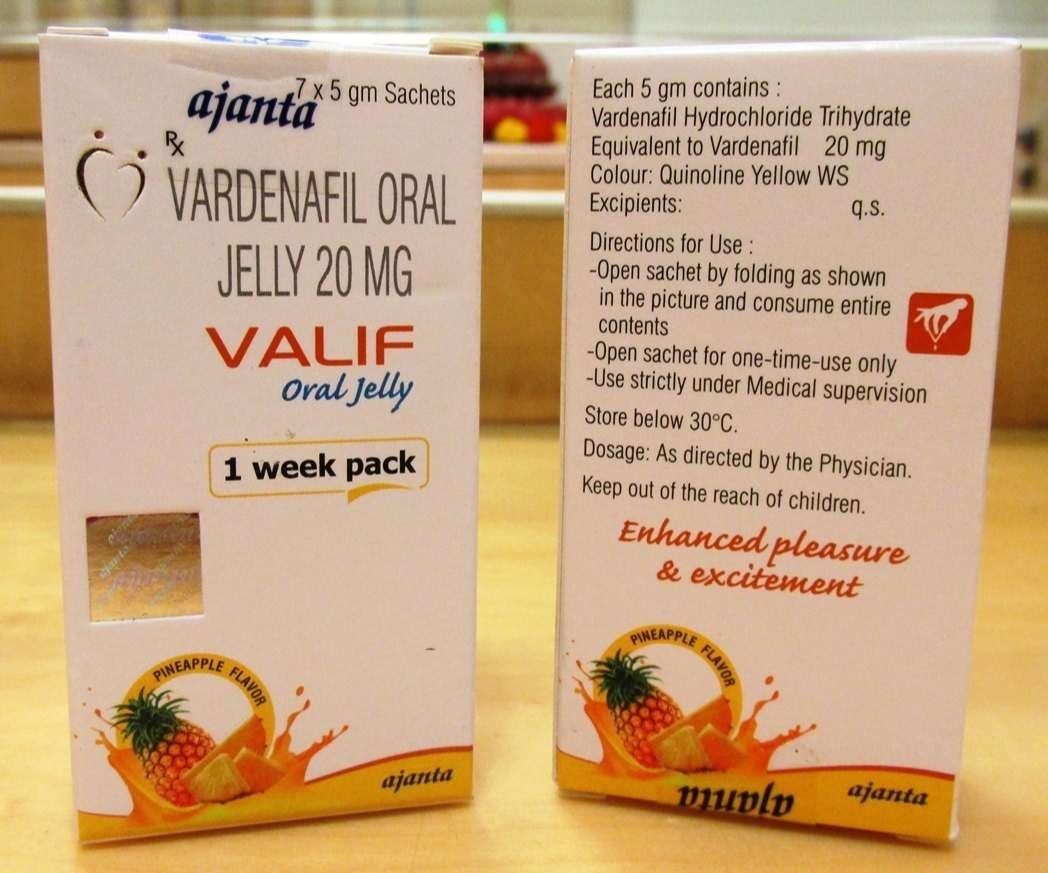 ajanta
7 x 5 gm Sachets
Rx
VARDENAFIL ORAL
JELLY 20 MG
VALIF
Oral Jelly
1 week pack
PINEAPPLE FLAVOR
ajanta
Each 5 gm contains :
Vardenafil Hydrochloride Trihydrate
Equivalent to Vardenafil 20 mg
Colour: Quinoline Yellow WS
Excipients: q.s.
Directions for Use :
-Open sachet by folding as shown
in the picture and consume entire
contents
-Open sachet for one-time-use only
-Use strictly under Medical supervision
Store below 30°C.
Dosage: As directed by the Physician.
Keep out of the reach of children.
Enhanced pleasure
& excitement
PINEAPPLE FLAVOR
ajanta
ajanta